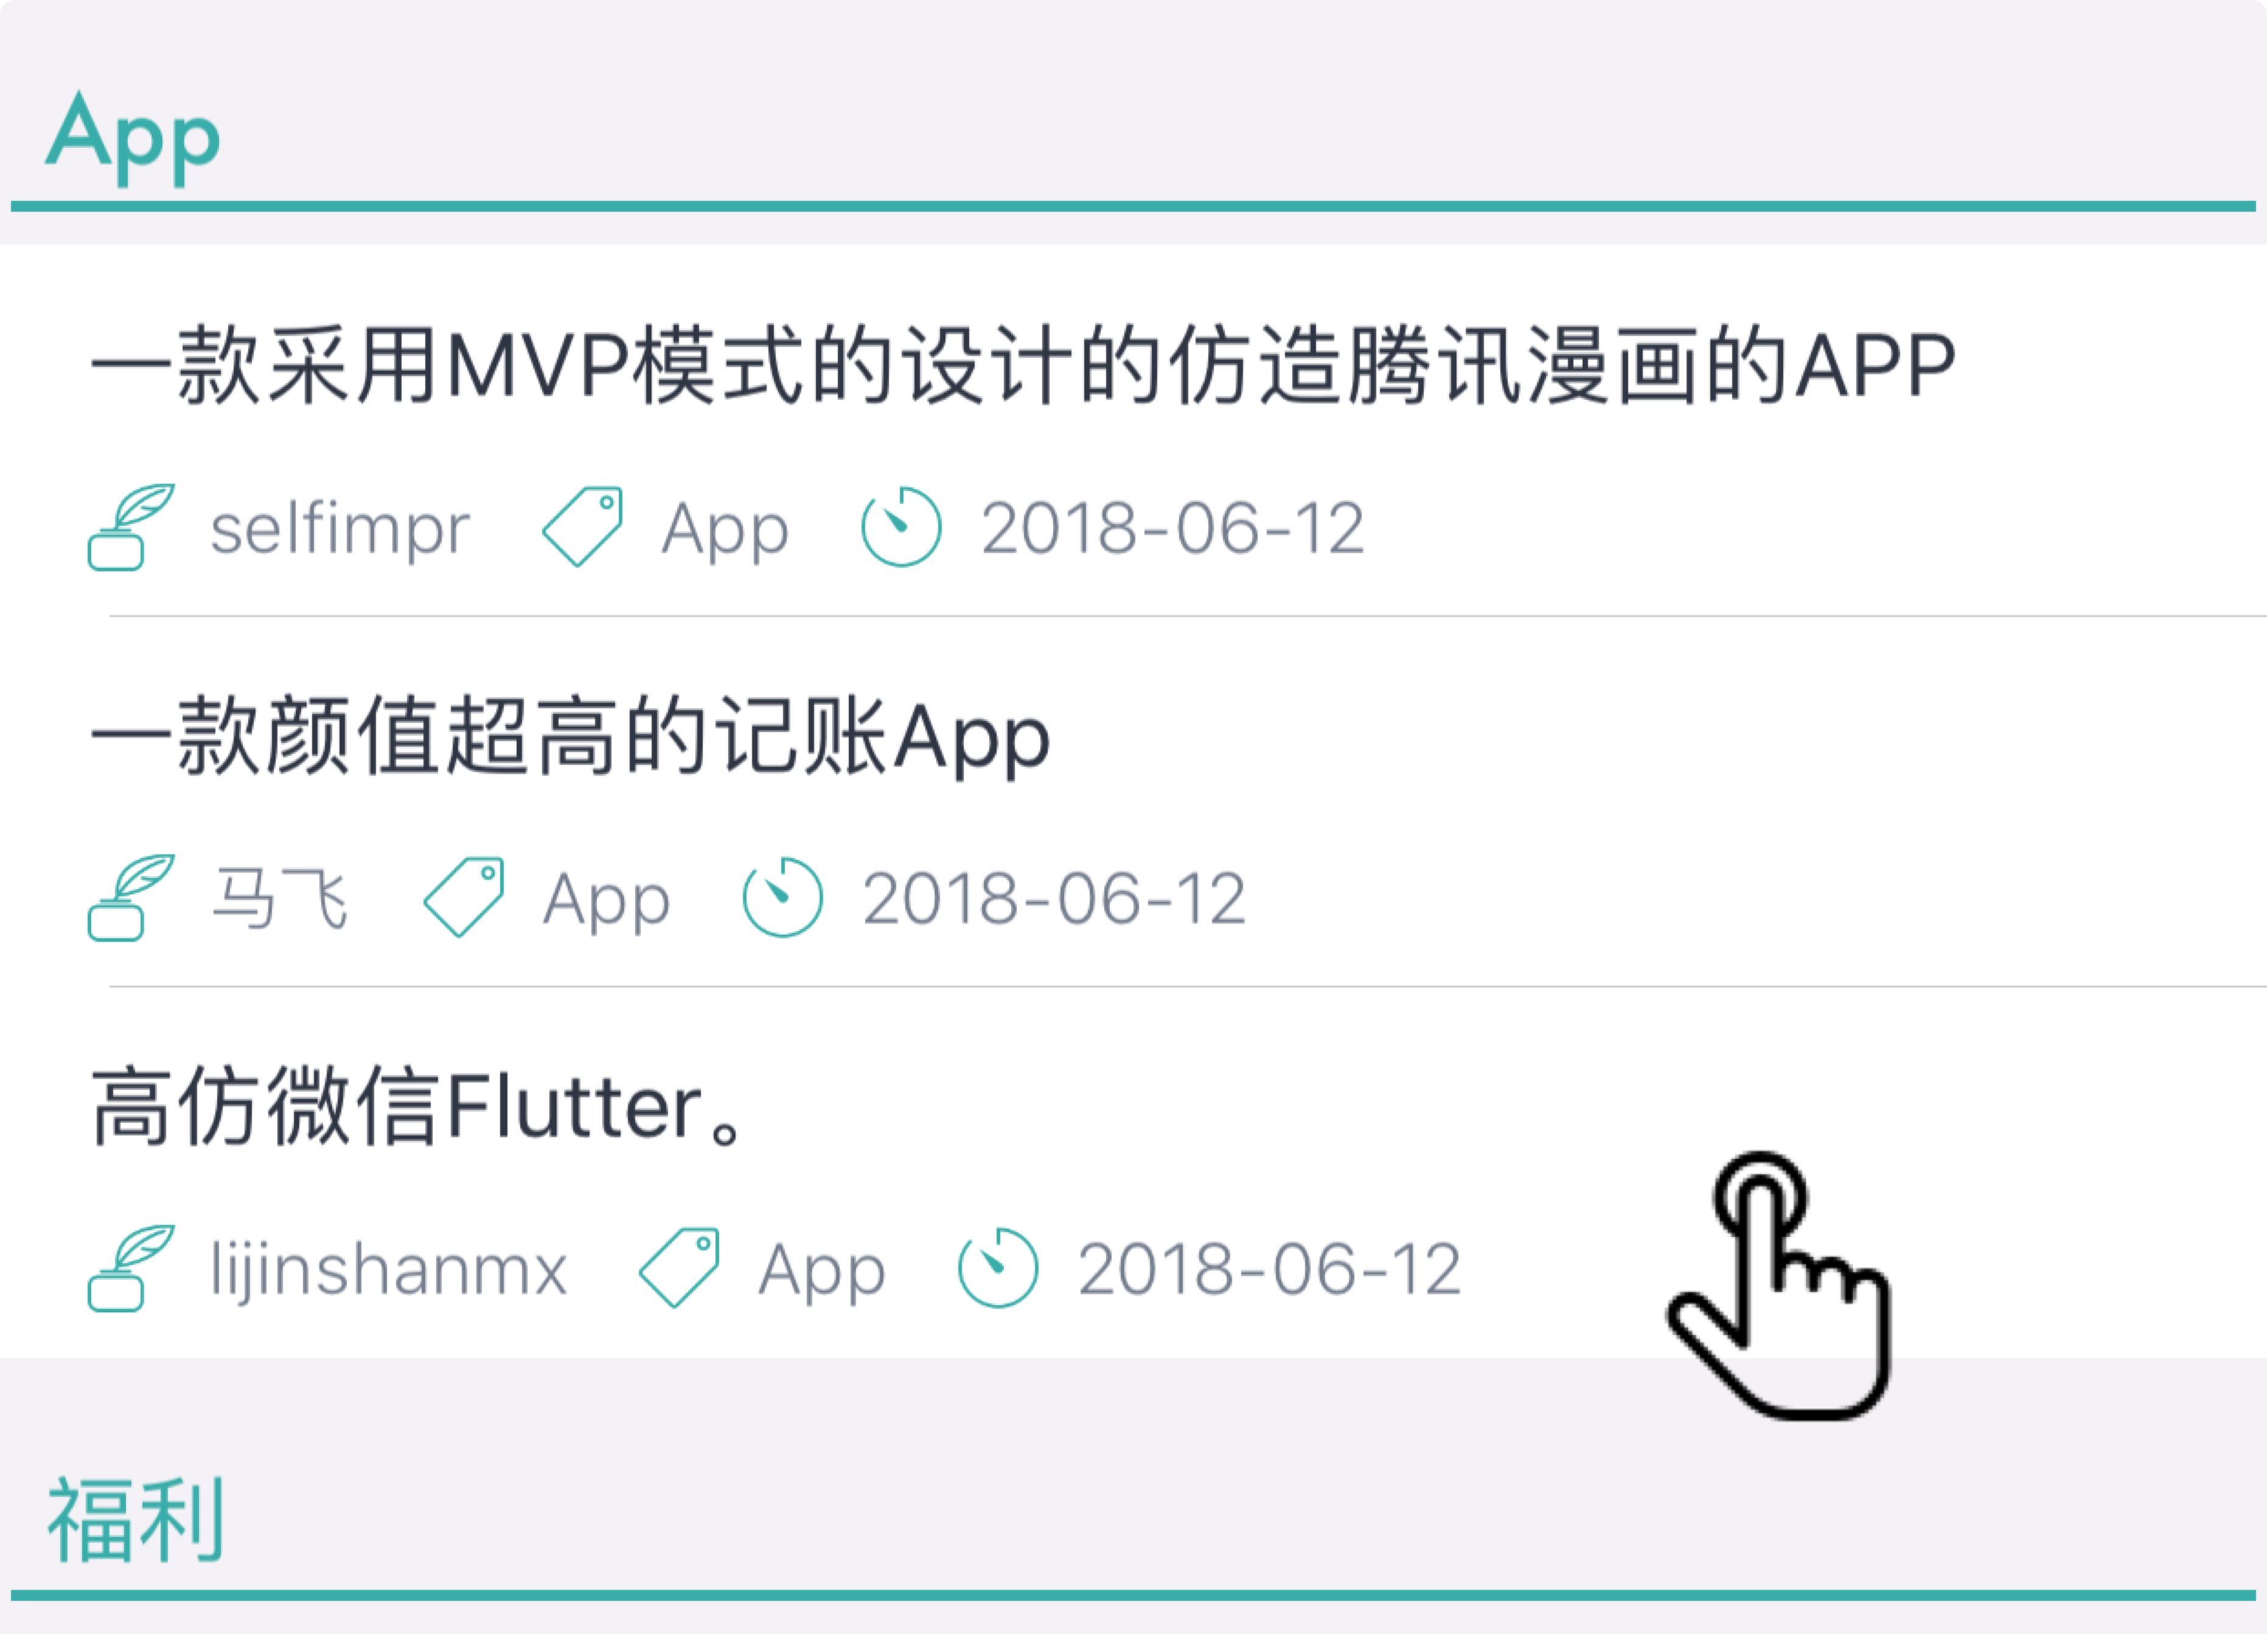 App
一款采用MVP模式的设计的仿造腾讯漫画的APP
selfimpr App 2018-06-12
一款颜值超高的记账App
马飞 App 2018-06-12
高仿微信Flutter。
lijinshanmx App 2018-06-12
福利